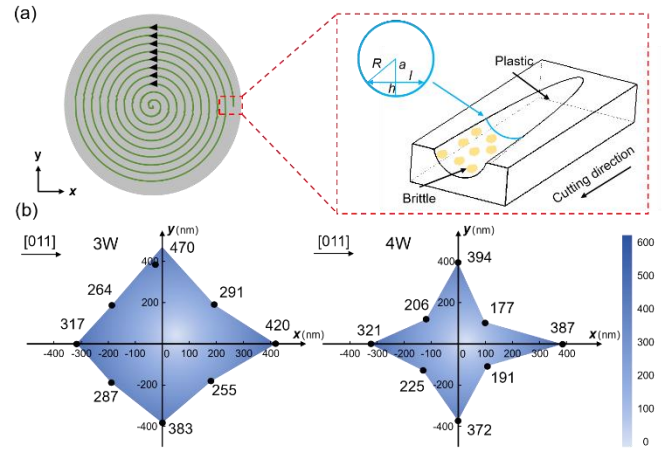 (a)
y
x
R
a
l
h
Plastic
Brittle
Cutting direction
(b)
[011]
3W
y(nm)
470
400
264
200
291
317
x(nm)
420
-400 -300 -200 -100 0 100 200 300 400
287
-200
255
-400
383
[011]
4W
y(nm)
400
394
206
200
177
321
x(nm)
387
-400 -300 -200 -100 0 100 200 300 400
225
-200
191
-400
372
600
500
400
300
200
100
0